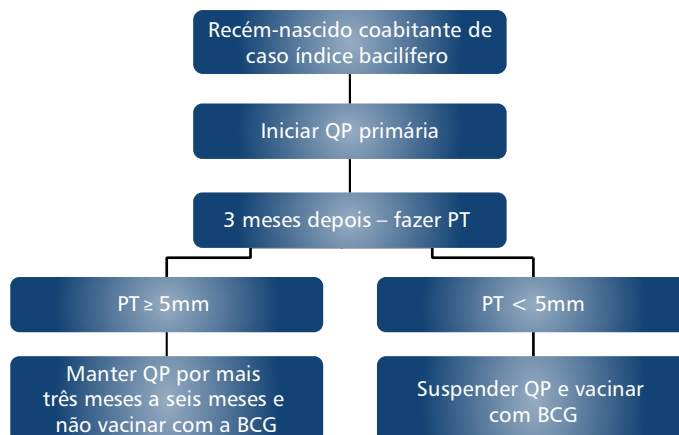 Recém-nascido coabitante de
caso índice bacilífero
Iniciar QP primária
3 meses depois – fazer PT
PT ≥ 5mm
PT < 5mm
Manter QP por mais
três meses a seis meses e
não vacinar com a BCG
Suspender QP e vacinar
com BCG